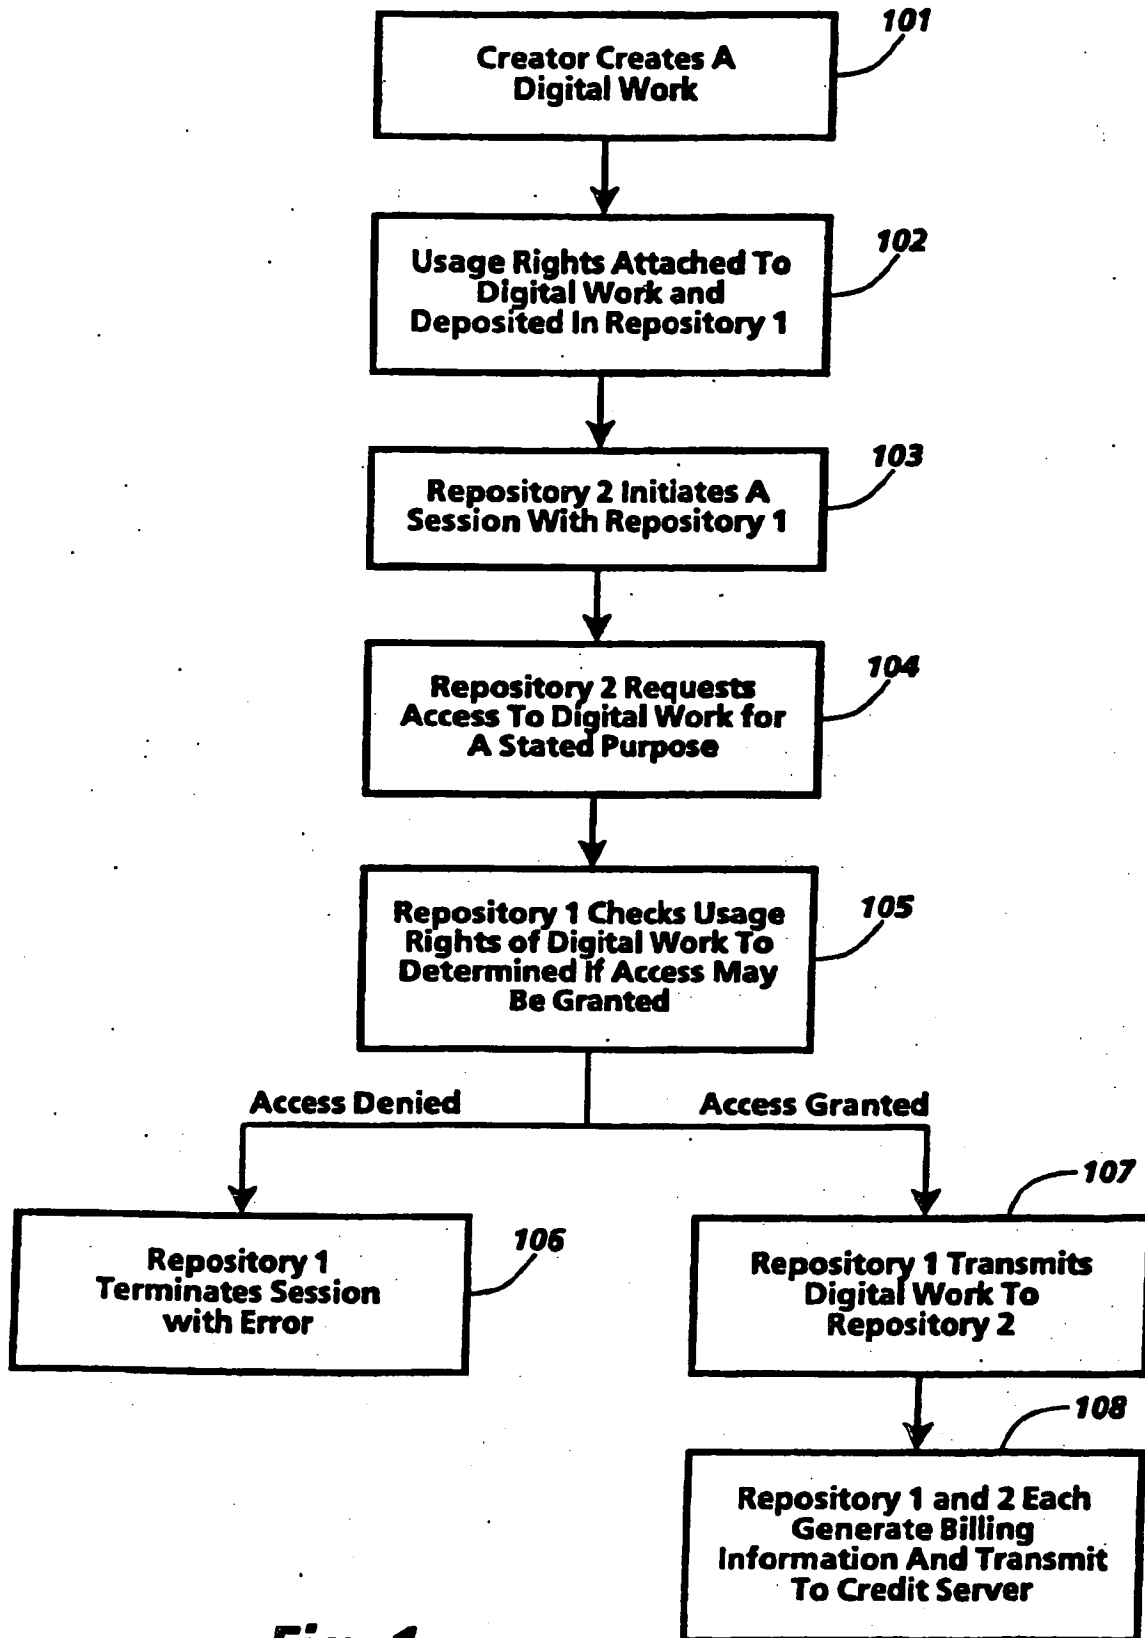 101
Creator Creates A
Digital Work
102
Usage Rights Attached To
Digital Work and
Deposited In Repository 1
103
Repository 2 Initiates A
Session With Repository 1
104
Repository 2 Requests
Access To Digital Work for
A Stated Purpose
105
Repository 1 Checks Usage
Rights of Digital Work To
Determined If Access May
Be Granted
Access Denied
Access Granted
106
Repository 1
Terminates Session
with Error
107
Repository 1 Transmits
Digital Work To
Repository 2
108
Repository 1 and 2 Each
Generate Billing
Information And Transmit
To Credit Server